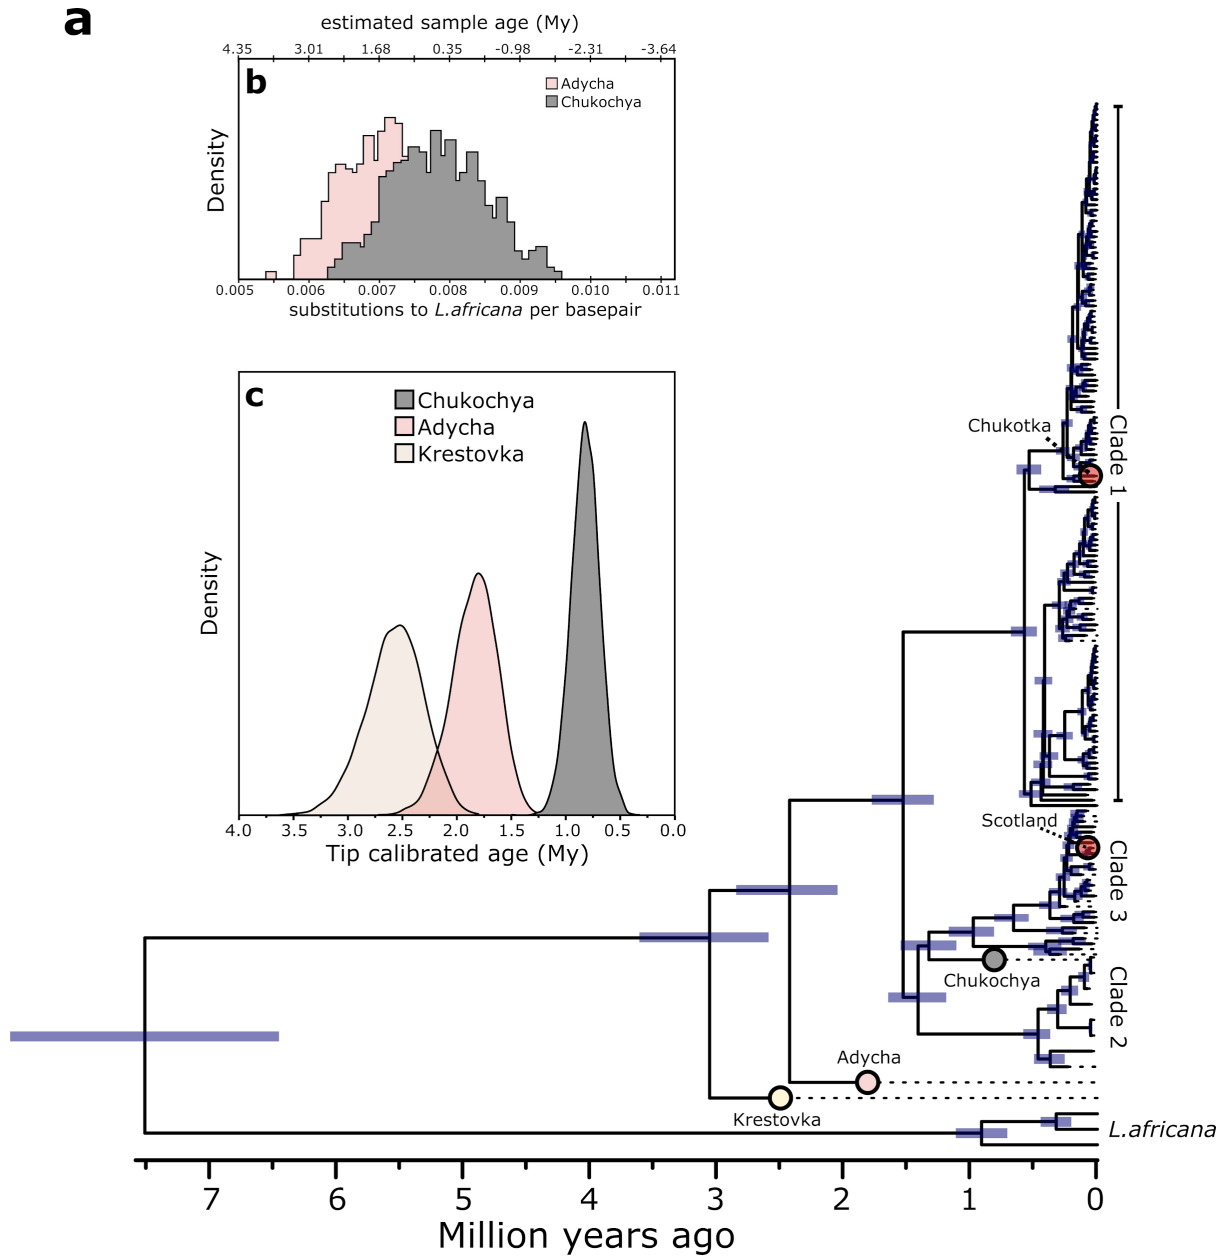 a
estimated sample age (My)
4.35 3.01 1.68 0.35 -0.98 -2.31 -3.64
b
Adycha
Chukochya
Density
0.005 0.006 0.007 0.008 0.009 0.010 0.011
substitutions to L.africana per basepair
c
Chukochya
Adycha
Krestovka
Density
4.0 3.5 3.0 2.5 2.0 1.5 1.0 0.5 0.0
Tip calibrated age (My)
Chukotka
Clade 1
Scotland
Clade 3
Chukochya
Clade 2
Adycha
Krestovka
L.africana
7 6 5 4 3 2 1 0
Million years ago